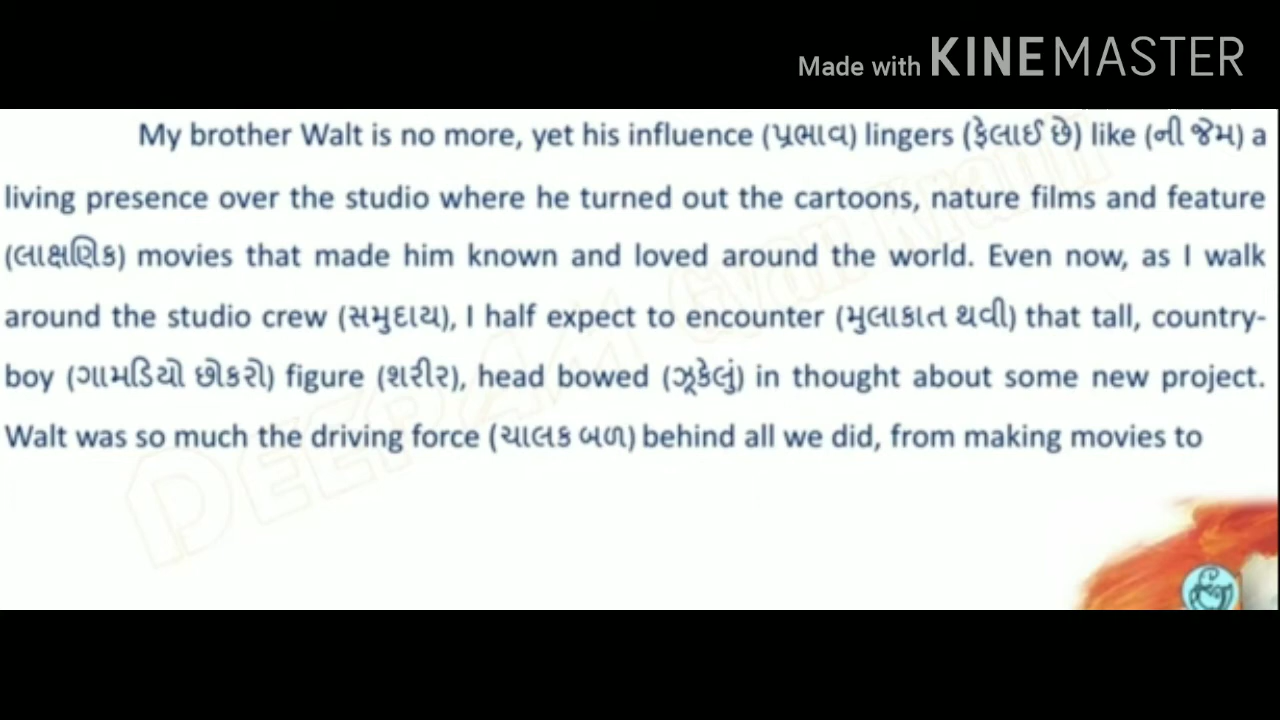 Made with KINEMASTER
My brother Walt is no more, yet his influence (પ્રભાવ) lingers (ફેલાઈ છે) like (ની જેમ) a
living presence over the studio where he turned out the cartoons, nature films and feature
(લાક્ષણિક) movies that made him known and loved around the world. Even now, as I walk
around the studio crew (સમુદાય), I half expect to encounter (મુલાકાત થવી) that tall, country-
boy (ગામડિયો છોકરો) figure (શરીર), head bowed (ઝૂકેલું) in thought about some new project.
Walt was so much the driving force (ચાલક બળ) behind all we did, from making movies to
DEEPAM Gyan Kranti